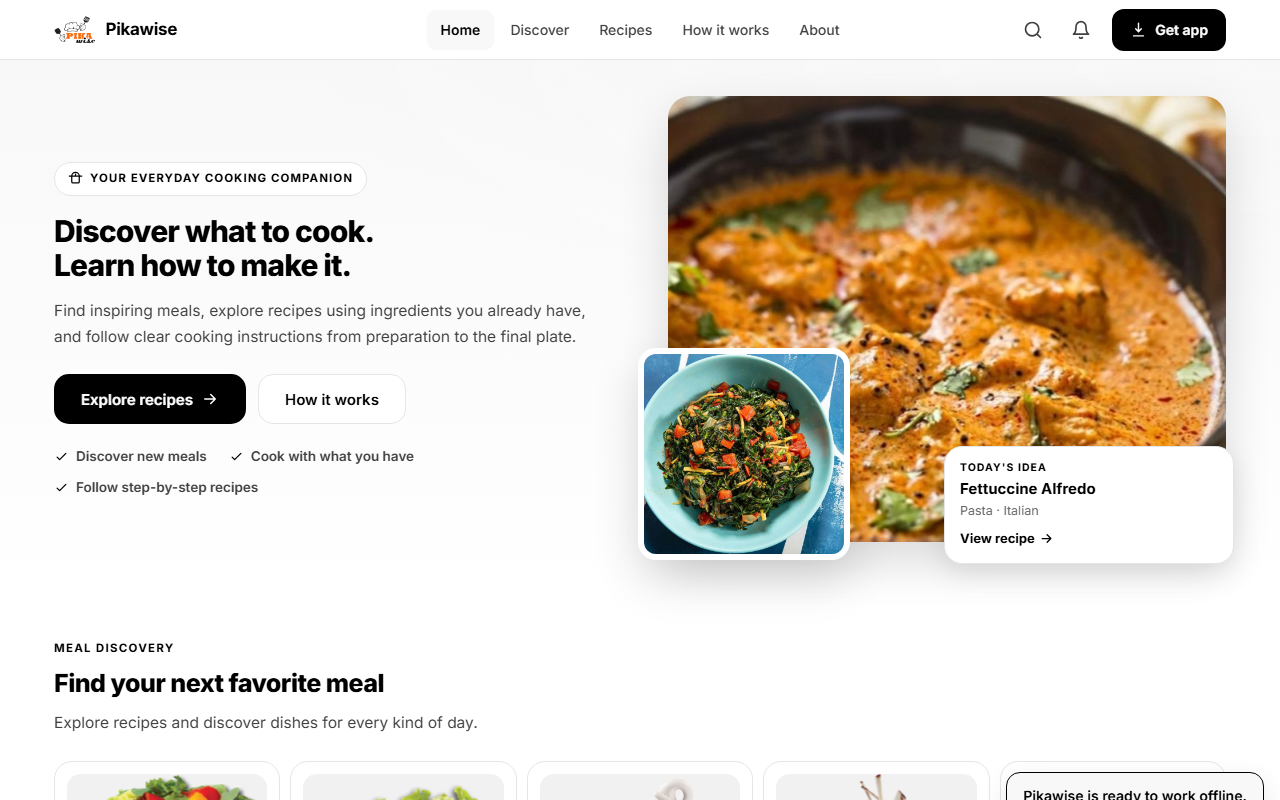 PIKA
wise
Pikawise
Home
Discover
Recipes
How it works
About
Get app
YOUR EVERYDAY COOKING COMPANION
Discover what to cook.
Learn how to make it.
Find inspiring meals, explore recipes using ingredients you already have,
and follow clear cooking instructions from preparation to the final plate.
Explore recipes
How it works
Discover new meals
Cook with what you have
Follow step-by-step recipes
TODAY'S IDEA
Fettuccine Alfredo
Pasta · Italian
View recipe
MEAL DISCOVERY
Find your next favorite meal
Explore recipes and discover dishes for every kind of day.
Pikawise is ready to work offline.